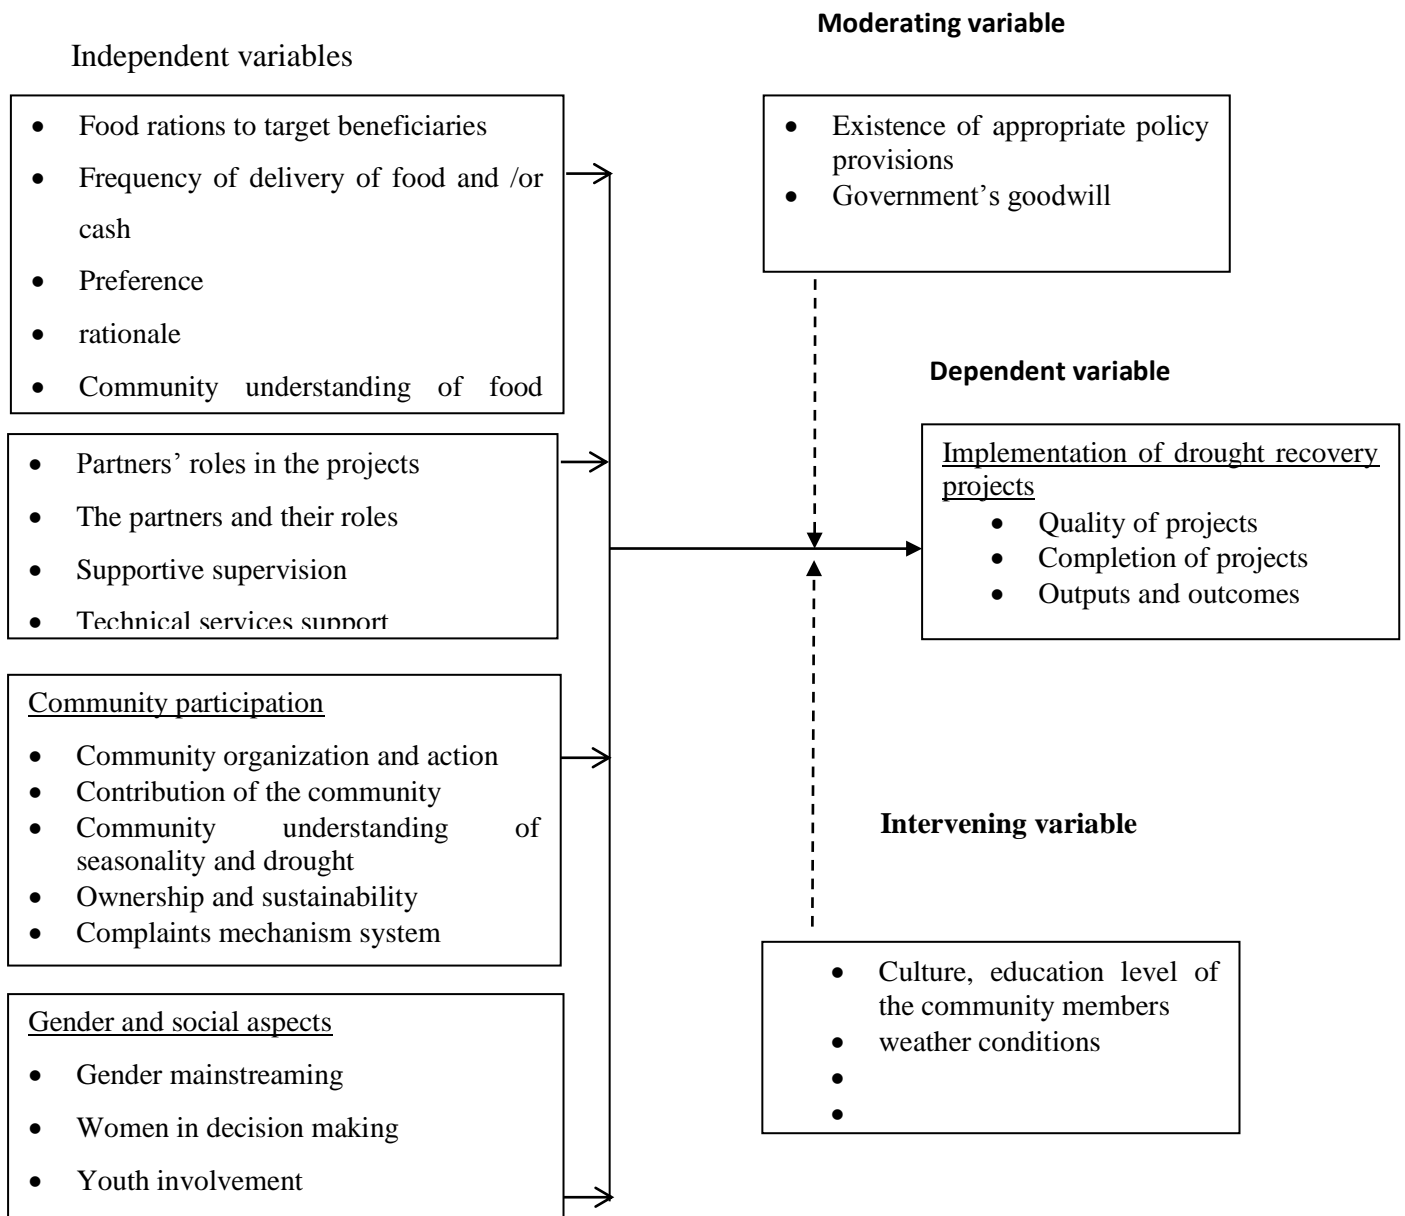 Independent variables
• Food rations to target beneficiaries
• Frequency of delivery of food and /or
cash
• Preference
• rationale
• Community understanding of food
• Partners’ roles in the projects
• The partners and their roles
• Supportive supervision
• Technical services support
Community participation
• Community organization and action
• Contribution of the community
• Community understanding of
seasonality and drought
• Ownership and sustainability
• Complaints mechanism system
Gender and social aspects
• Gender mainstreaming
• Women in decision making
• Youth involvement
Moderating variable
• Existence of appropriate policy
provisions
• Government’s goodwill
Dependent variable
Implementation of drought recovery
projects
• Quality of projects
• Completion of projects
• Outputs and outcomes
Intervening variable
• Culture, education level of
the community members
• weather conditions
•
•